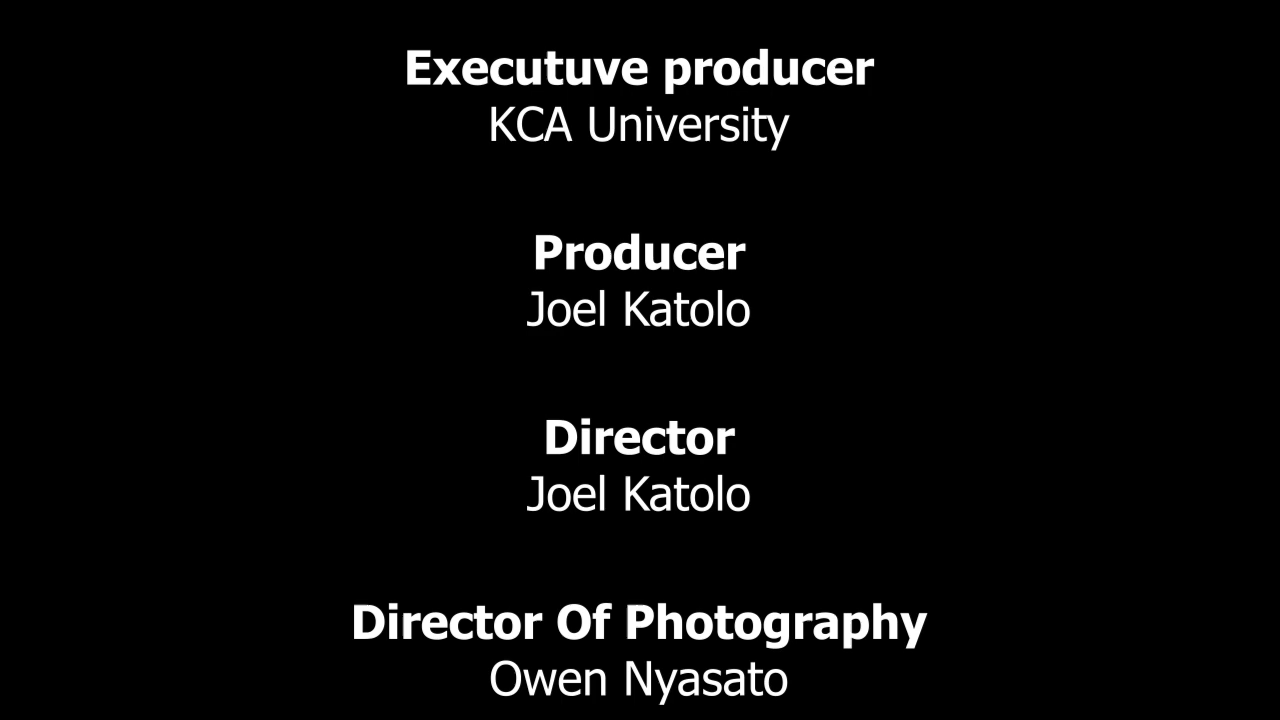 Executuve producer
KCA University
Producer
Joel Katolo
Director
Joel Katolo
Director Of Photography
Owen Nyasato